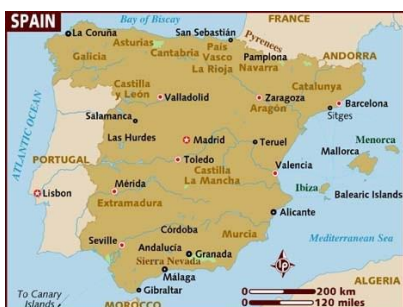 SPAIN
Bay of Biscay
FRANCE
La Coruña
Asturias
San Sebastián
Galicia
Cantabria
País
Vasco
Pyrenees
Pamplona
ANDORRA
La Rioja
Navarra
Castilla
y León
Catalunya
Valladolid
Zaragoza
Barcelona
Aragón
Salamanca
Sitges
ATLANTIC OCEAN
Las Hurdes
Madrid
Teruel
Menorca
Mallorca
PORTUGAL
Toledo
Castilla
La Mancha
Valencia
Lisbon
Mérida
Ibiza
Balearic Islands
Extramadura
Alicante
Córdoba
Murcia
Seville
Andalucía
Mediterranean Sea
Granada
Sierra Nevada
Málaga
To Canary
Islands
Gibraltar
MOROCCO
ALGERIA
0
200 km
0
120 miles